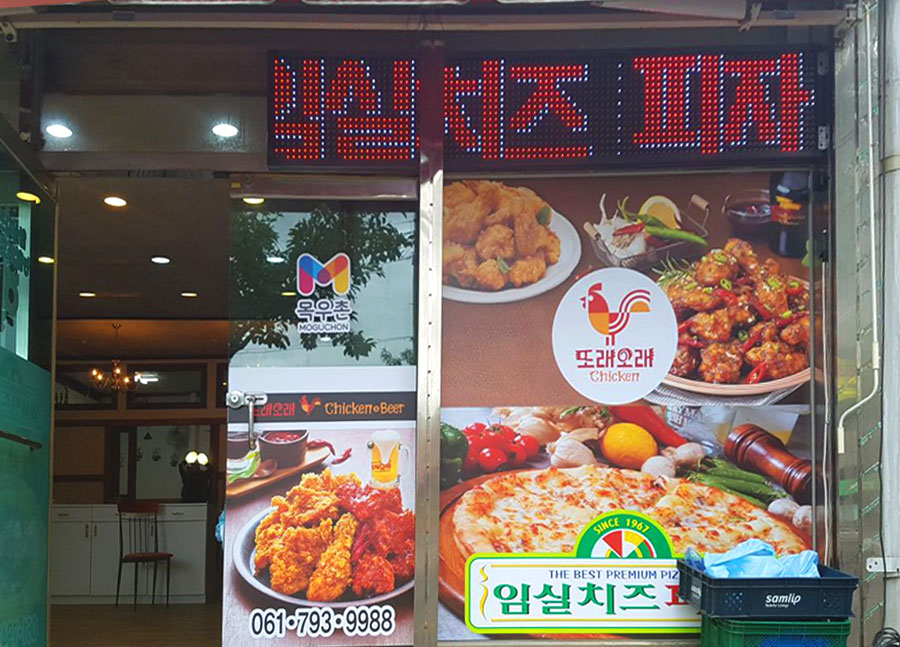 임실치즈 피자
목우촌
MOGUCHON
또래오래
Chicken
또래오래 Chicken & Beer
SINCE 1967
THE BEST PREMIUM PIZ
임실치즈
samlip
061·793·9988